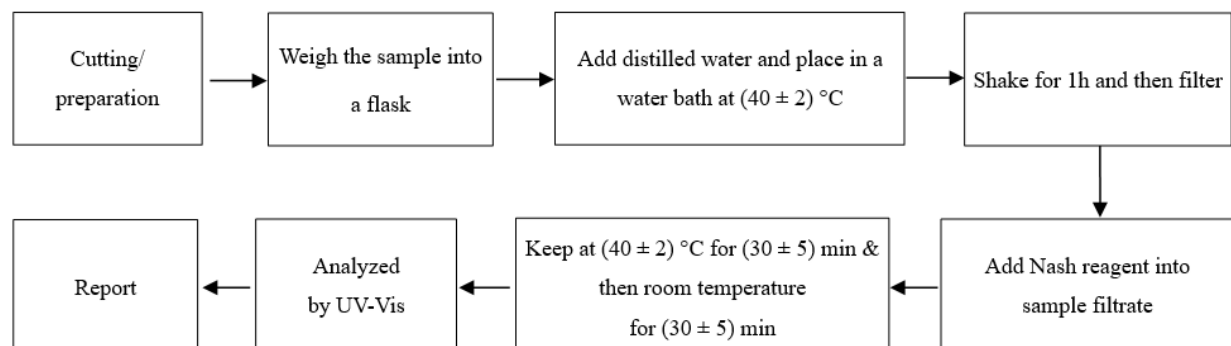 Cutting/
preparation
Weigh the sample into
a flask
Add distilled water and place in a
water bath at (40 ± 2) °C
Shake for 1h and then filter
Add Nash reagent into
sample filtrate
Keep at (40 ± 2) °C for (30 ± 5) min &
then room temperature
for (30 ± 5) min
Analyzed
by UV-Vis
Report